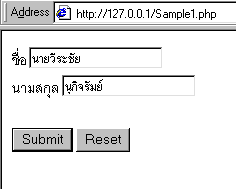 Address http://127.0.0.1/Sample1.php
ชื่อ นายวีระชัย
นามสกุล นุกิจรัมย์
Submit Reset